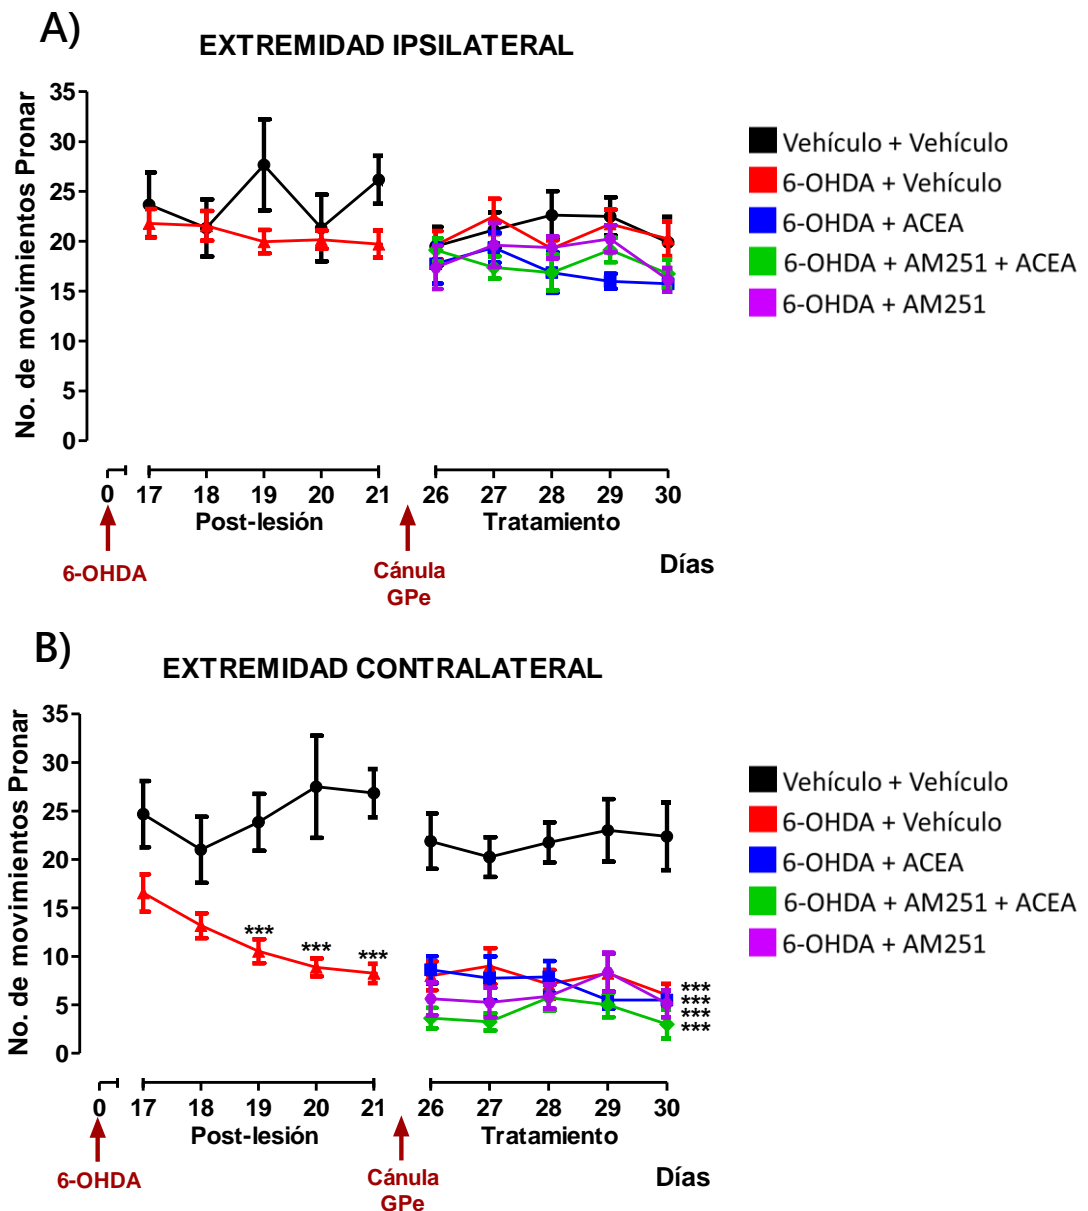 A)
EXTREMIDAD IPSILATERAL
No. de movimientos Pronar
35
30
25
20
15
10
5
0
0 17 18 19 20 21 26 27 28 29 30
Post-lesión Tratamiento
6-OHDA
Cánula
GPe
Días
Vehículo + Vehículo
6-OHDA + Vehículo
6-OHDA + ACEA
6-OHDA + AM251 + ACEA
6-OHDA + AM251
B)
EXTREMIDAD CONTRALATERAL
No. de movimientos Pronar
35
30
25
20
15
10
5
0
*** *** ***
***
***
***
***
0 17 18 19 20 21 26 27 28 29 30
Post-lesión Tratamiento
6-OHDA
Cánula
GPe
Días
Vehículo + Vehículo
6-OHDA + Vehículo
6-OHDA + ACEA
6-OHDA + AM251 + ACEA
6-OHDA + AM251